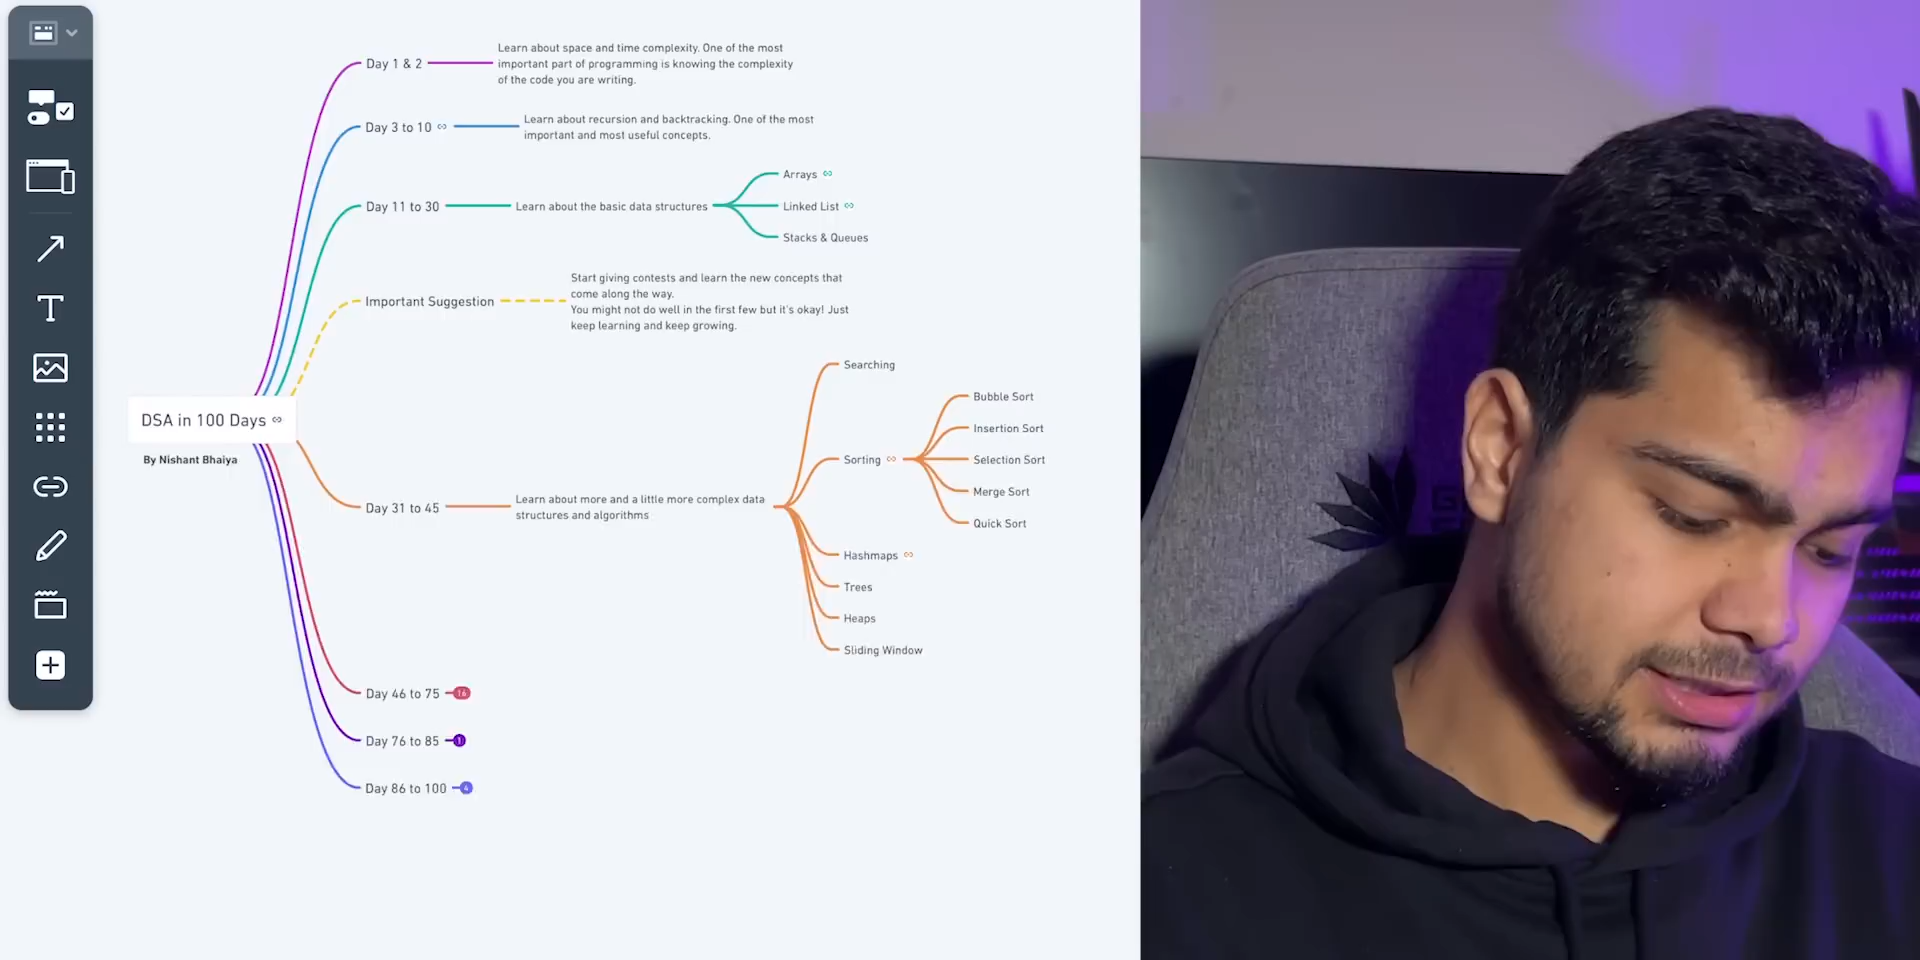 Day 1 & 2
Learn about space and time complexity. One of the most
important part of programming is knowing the complexity
of the code you are writing.
Day 3 to 10
Learn about recursion and backtracking. One of the most
important and most useful concepts.
Day 11 to 30
Learn about the basic data structures
Arrays
Linked List
Stacks & Queues
Important Suggestion
Start giving contests and learn the new concepts that
come along the way.
You might not do well in the first few but it's okay! Just
keep learning and keep growing.
DSA in 100 Days
By Nishant Bhaiya
Day 31 to 45
Learn about more and a little more complex data
structures and algorithms
Searching
Sorting
Bubble Sort
Insertion Sort
Selection Sort
Merge Sort
Quick Sort
Hashmaps
Trees
Heaps
Sliding Window
Day 46 to 75
16
Day 76 to 85
1
Day 86 to 100
4
T